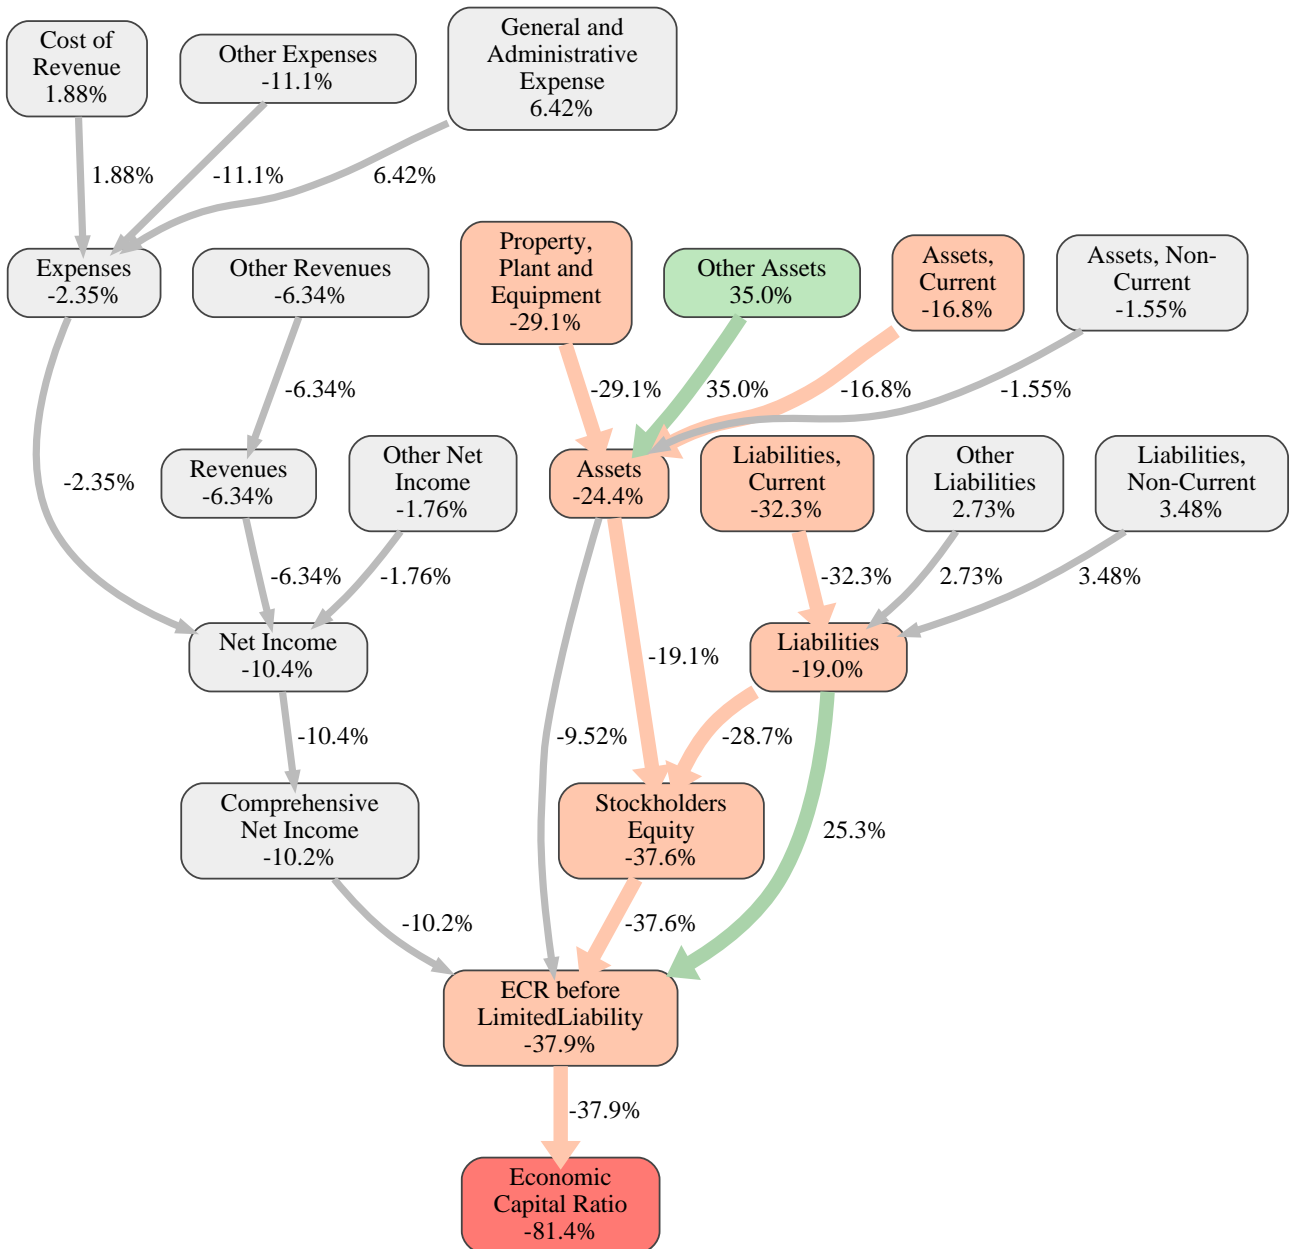 Cost of
Revenue
1.88%
Other Expenses
-11.1%
General and
Administrative
Expense
6.42%
1.88%
-11.1%
6.42%
Expenses
-2.35%
Other Revenues
-6.34%
Property,
Plant and
Equipment
-29.1%
Other Assets
35.0%
Assets,
Current
-16.8%
Assets, Non-
Current
-1.55%
-6.34%
-29.1%
35.0%
-16.8%
-1.55%
-2.35%
Revenues
-6.34%
Other Net
Income
-1.76%
Assets
-24.4%
Liabilities,
Current
-32.3%
Other
Liabilities
2.73%
Liabilities,
Non-Current
3.48%
-6.34%
-1.76%
-32.3%
2.73%
3.48%
Net Income
-10.4%
-19.1%
Liabilities
-19.0%
-10.4%
-9.52%
-28.7%
Comprehensive
Net Income
-10.2%
Stockholders
Equity
-37.6%
25.3%
-10.2%
-37.6%
ECR before
LimitedLiability
-37.9%
-37.9%
Economic
Capital Ratio
-81.4%